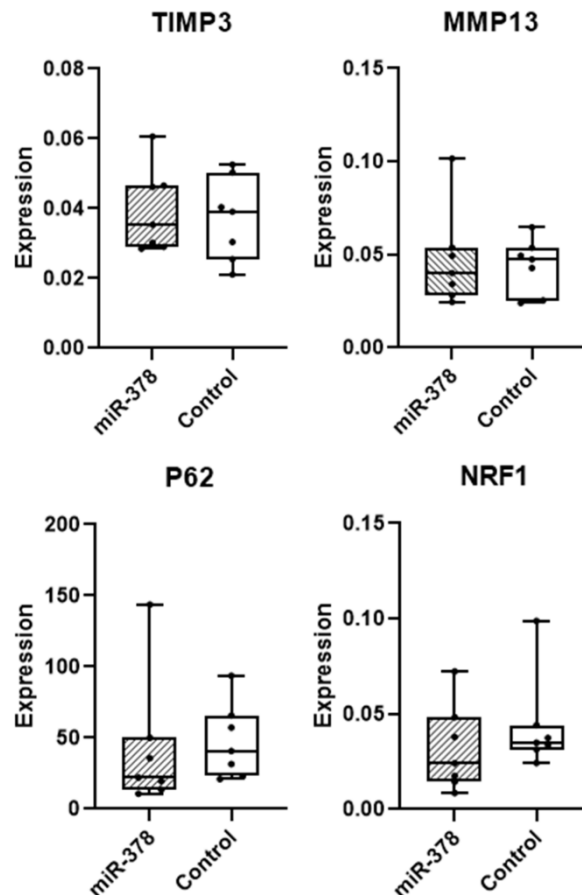 TIMP3
0.08
0.06
0.04
0.02
0.00
Expression
miR-378
Control
MMP13
0.15
0.10
0.05
0.00
Expression
miR-378
Control
P62
200
150
100
50
0
Expression
miR-378
Control
NRF1
0.15
0.10
0.05
0.00
Expression
miR-378
Control